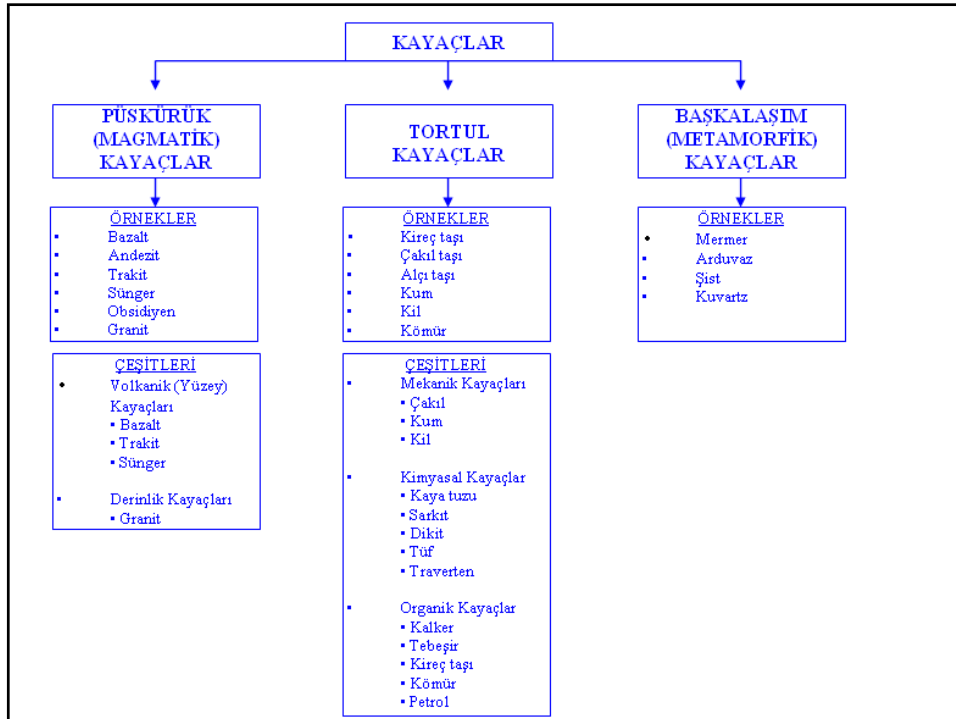 KAYAÇLAR
PÜSKÜRÜK
(MAGMATİK)
KAYAÇLAR
TORTUL
KAYAÇLAR
BAŞKALAŞIM
(METAMORFİK)
KAYAÇLAR
ÖRNEKLER
▪ Bazalt
▪ Andezit
▪ Trakit
▪ Sünger
▪ Obsidiyen
▪ Granit
ÖRNEKLER
▪ Kireç taşı
▪ Çakıl taşı
▪ Alçı taşı
▪ Kum
▪ Kil
▪ Kömür
ÖRNEKLER
• Mermer
▪ Arduvaz
▪ Şist
▪ Kuvartz
ÇEŞİTLERİ
• Volkanik (Yüzey)
Kayaçları
▪ Bazalt
▪ Trakit
▪ Sünger
▪ Derinlik Kayaçları
▪ Granit
ÇEŞİTLERİ
▪ Mekanik Kayaçları
▪ Çakıl
▪ Kum
▪ Kil
▪ Kimyasal Kayaçlar
▪ Kaya tuzu
▪ Sarkıt
▪ Dikit
▪ Tüf
▪ Traverten
▪ Organik Kayaçlar
▪ Kalker
▪ Tebeşir
▪ Kireç taşı
▪ Kömür
▪ Petrol